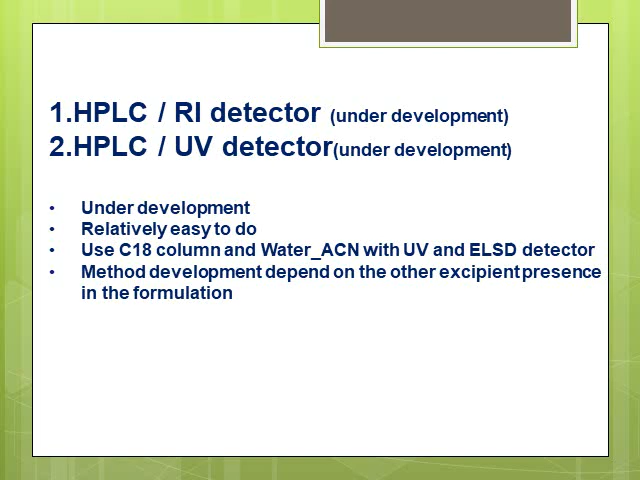 1.HPLC / RI detector (under development)
2.HPLC / UV detector(under development)
• Under development
• Relatively easy to do
• Use C18 column and Water_ACN with UV and ELSD detector
• Method development depend on the other excipient presence
in the formulation